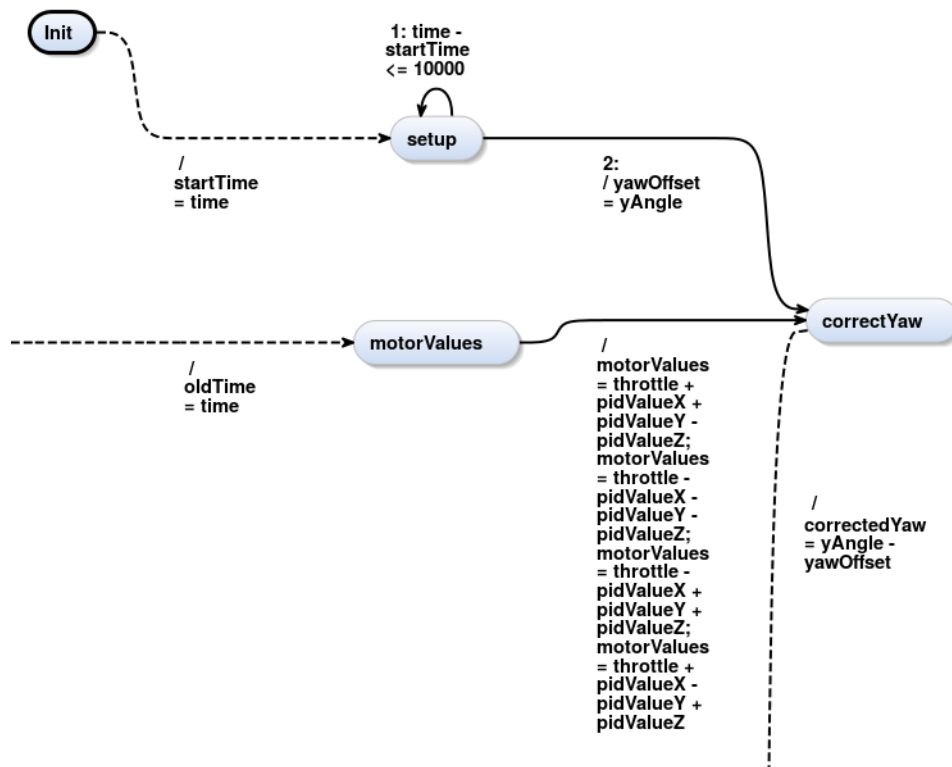 Init
1: time -
startTime
<= 10000
setup
/
startTime
= time
2:
/ yawOffset
= yAngle
correctYaw
motorValues
/
oldTime
= time
/
motorValues
= throttle +
pidValueX +
pidValueY -
pidValueZ;
motorValues
= throttle -
pidValueX -
pidValueY -
pidValueZ;
motorValues
= throttle -
pidValueX +
pidValueY +
pidValueZ;
motorValues
= throttle +
pidValueX -
pidValueY +
pidValueZ
/
correctedYaw
= yAngle -
yawOffset